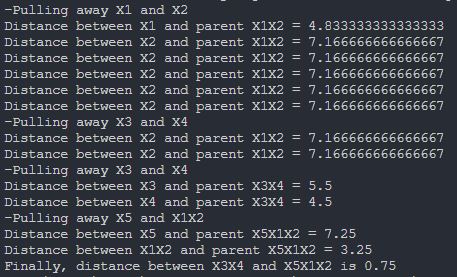 -Pulling away X1 and X2
Distance between X1 and parent X1X2 = 4.833333333333333
Distance between X2 and parent X1X2 = 7.166666666666667
Distance between X2 and parent X1X2 = 7.166666666666667
Distance between X2 and parent X1X2 = 7.166666666666667
Distance between X2 and parent X1X2 = 7.166666666666667
Distance between X2 and parent X1X2 = 7.166666666666667
-Pulling away X3 and X4
Distance between X2 and parent X1X2 = 7.166666666666667
Distance between X2 and parent X1X2 = 7.166666666666667
-Pulling away X3 and X4
Distance between X3 and parent X3X4 = 5.5
Distance between X4 and parent X3X4 = 4.5
-Pulling away X5 and X1X2
Distance between X5 and parent X5X1X2 = 7.25
Distance between X1X2 and parent X5X1X2 = 3.25
Finally, distance between X3X4 and X5X1X2 is 0.75